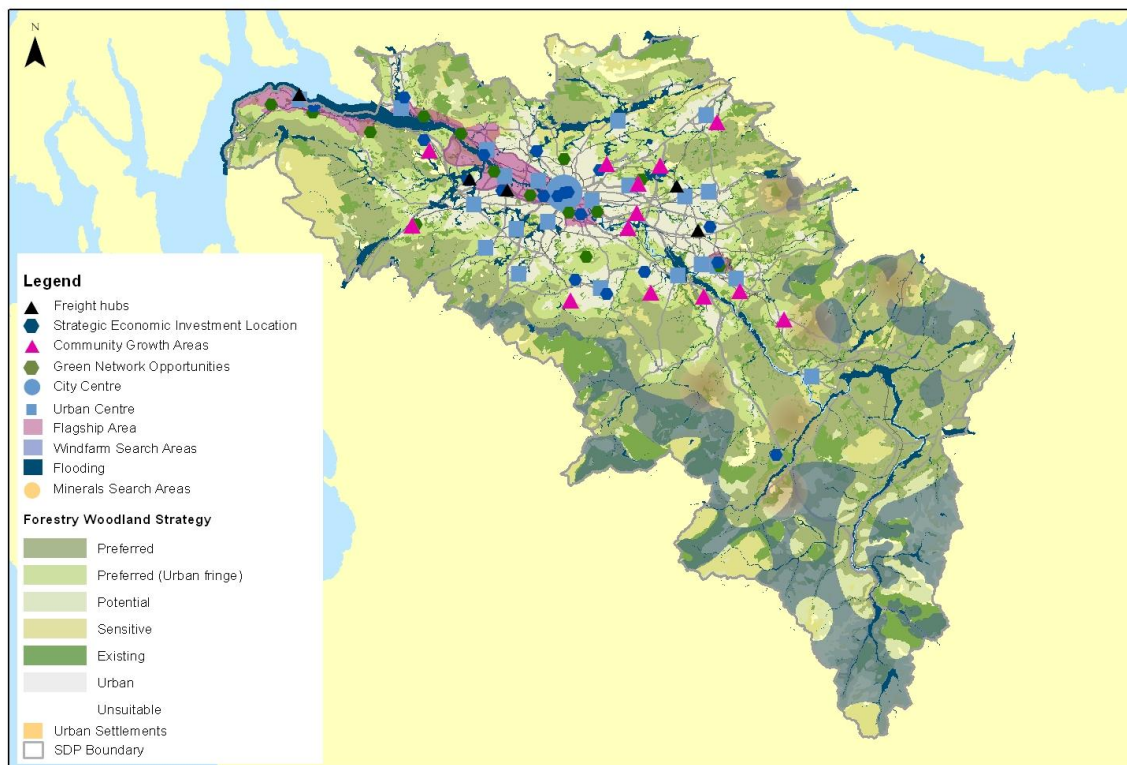 N
Legend
Freight hubs
Strategic Economic Investment Location
Community Growth Areas
Green Network Opportunities
City Centre
Urban Centre
Flagship Area
Windfarm Search Areas
Flooding
Minerals Search Areas
Forestry Woodland Strategy
Preferred
Preferred (Urban fringe)
Potential
Sensitive
Existing
Urban
Unsuitable
Urban Settlements
SDP Boundary